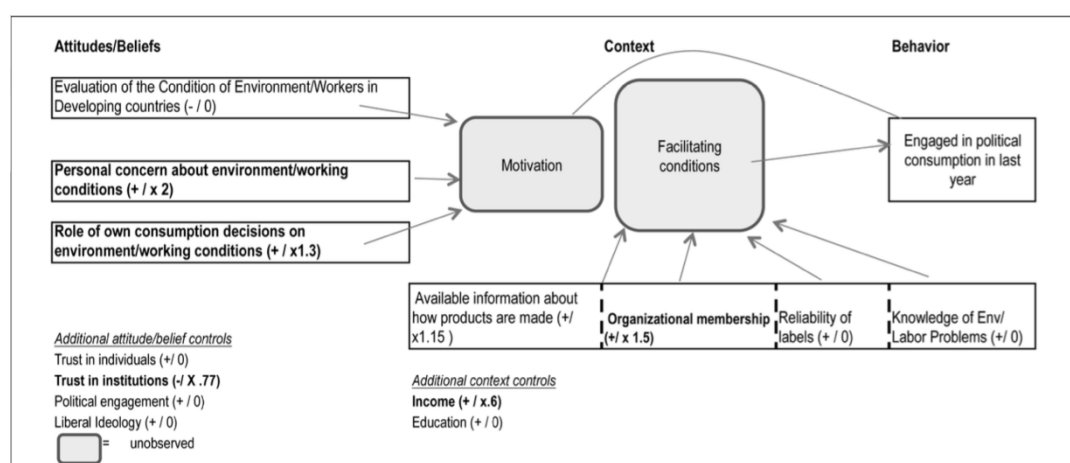 Attitudes/Beliefs
Context
Behavior
Evaluation of the Condition of Environment/Workers in
Developing countries (- / 0)
Personal concern about environment/working
conditions (+ / x 2)
Role of own consumption decisions on
environment/working conditions (+ / x1.3)
Motivation
Facilitating
conditions
Engaged in political
consumption in last
year
Available information about
how products are made (+/
x1.15 )
Organizational membership
(+/ x 1.5)
Reliability of
labels (+ / 0)
Knowledge of Env/
Labor Problems (+/ 0)
Additional attitude/belief controls
Trust in individuals (+/ 0)
Trust in institutions (-/ X .77)
Political engagement (+ / 0)
Liberal Ideology (+ / 0)
= unobserved
Additional context controls
Income (+ / x.6)
Education (+ / 0)